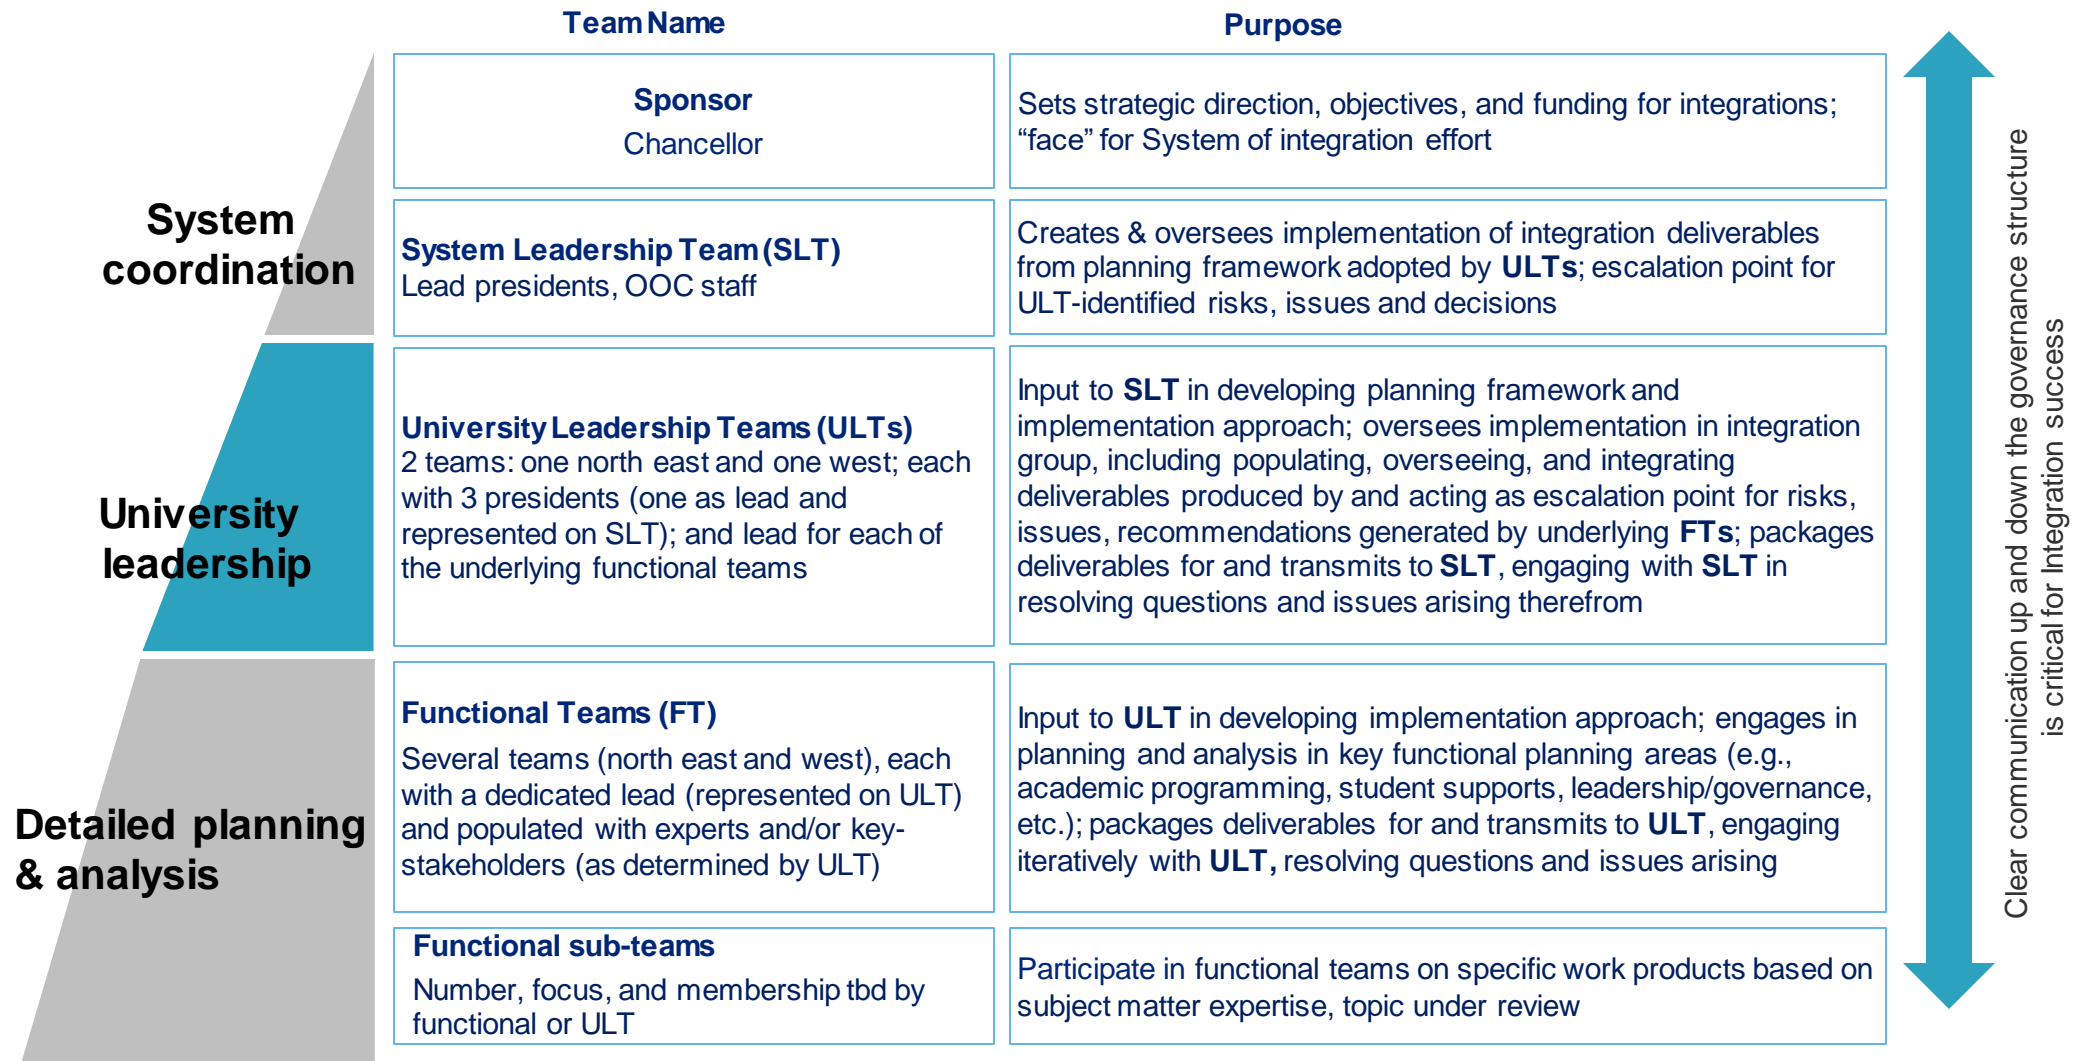 Team Name
Purpose
System
coordination
Sponsor
Chancellor
Sets strategic direction, objectives, and funding for integrations;
“face” for System of integration effort
System Leadership Team (SLT)
Lead presidents, OOC staff
Creates & oversees implementation of integration deliverables
from planning framework adopted by ULTs; escalation point for
ULT-identified risks, issues and decisions
University
leadership
University Leadership Teams (ULTs)
2 teams: one north east and one west; each
with 3 presidents (one as lead and
represented on SLT); and lead for each of
the underlying functional teams
Input to SLT in developing planning framework and
implementation approach; oversees implementation in integration
group, including populating, overseeing, and integrating
deliverables produced by and acting as escalation point for risks,
issues, recommendations generated by underlying FTs; packages
deliverables for and transmits to SLT, engaging with SLT in
resolving questions and issues arising therefrom
Detailed planning
& analysis
Functional Teams (FT)
Several teams (north east and west), each
with a dedicated lead (represented on ULT)
and populated with experts and/or key-
stakeholders (as determined by ULT)
Input to ULT in developing implementation approach; engages in
planning and analysis in key functional planning areas (e.g.,
academic programming, student supports, leadership/governance,
etc.); packages deliverables for and transmits to ULT, engaging
iteratively with ULT, resolving questions and issues arising
Functional sub-teams
Number, focus, and membership tbd by
functional or ULT
Participate in functional teams on specific work products based on
subject matter expertise, topic under review
Clear communication up and down the governance structure
is critical for Integration success